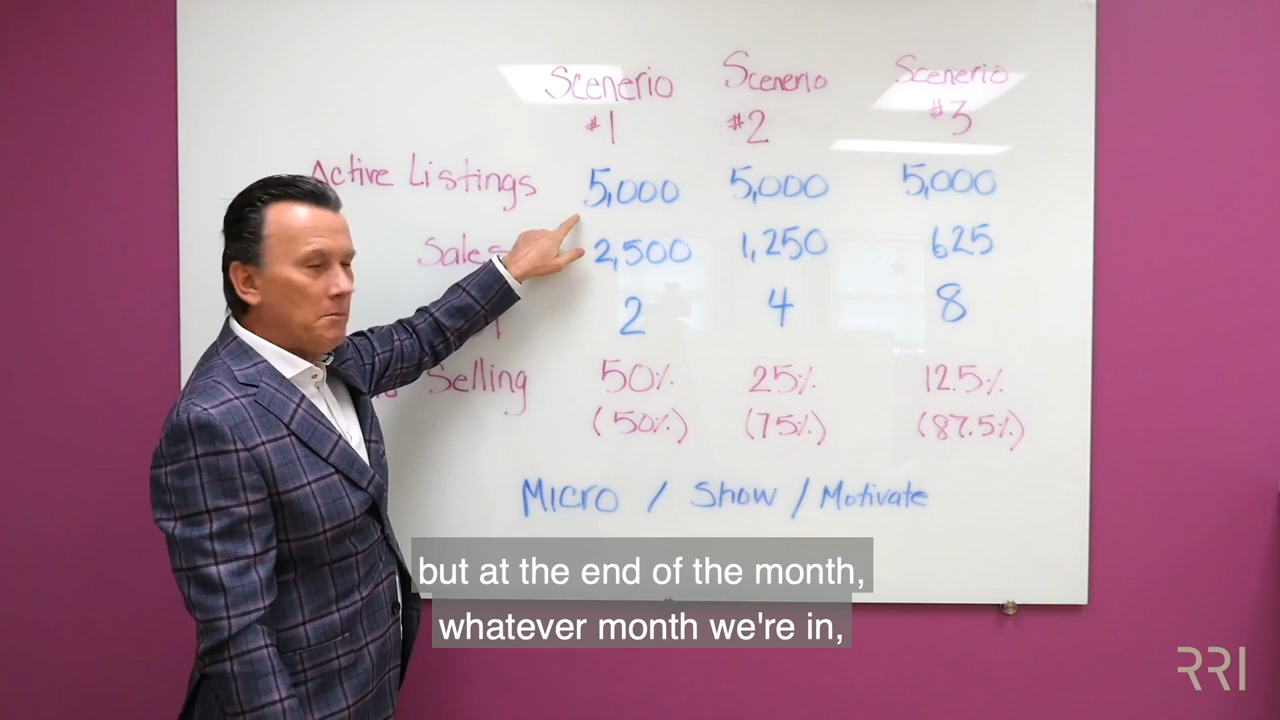 Scenerio Scenerio Scenerio
#1 #2 #3
Active Listings 5,000 5,000 5,000
Sales 2,500 1,250 625
2 4 8
Selling 50% 25% 12.5%
(50%) (75%) (87.5%)
Micro / Show / Motivate
but at the end of the month,
whatever month we're in,
RRI